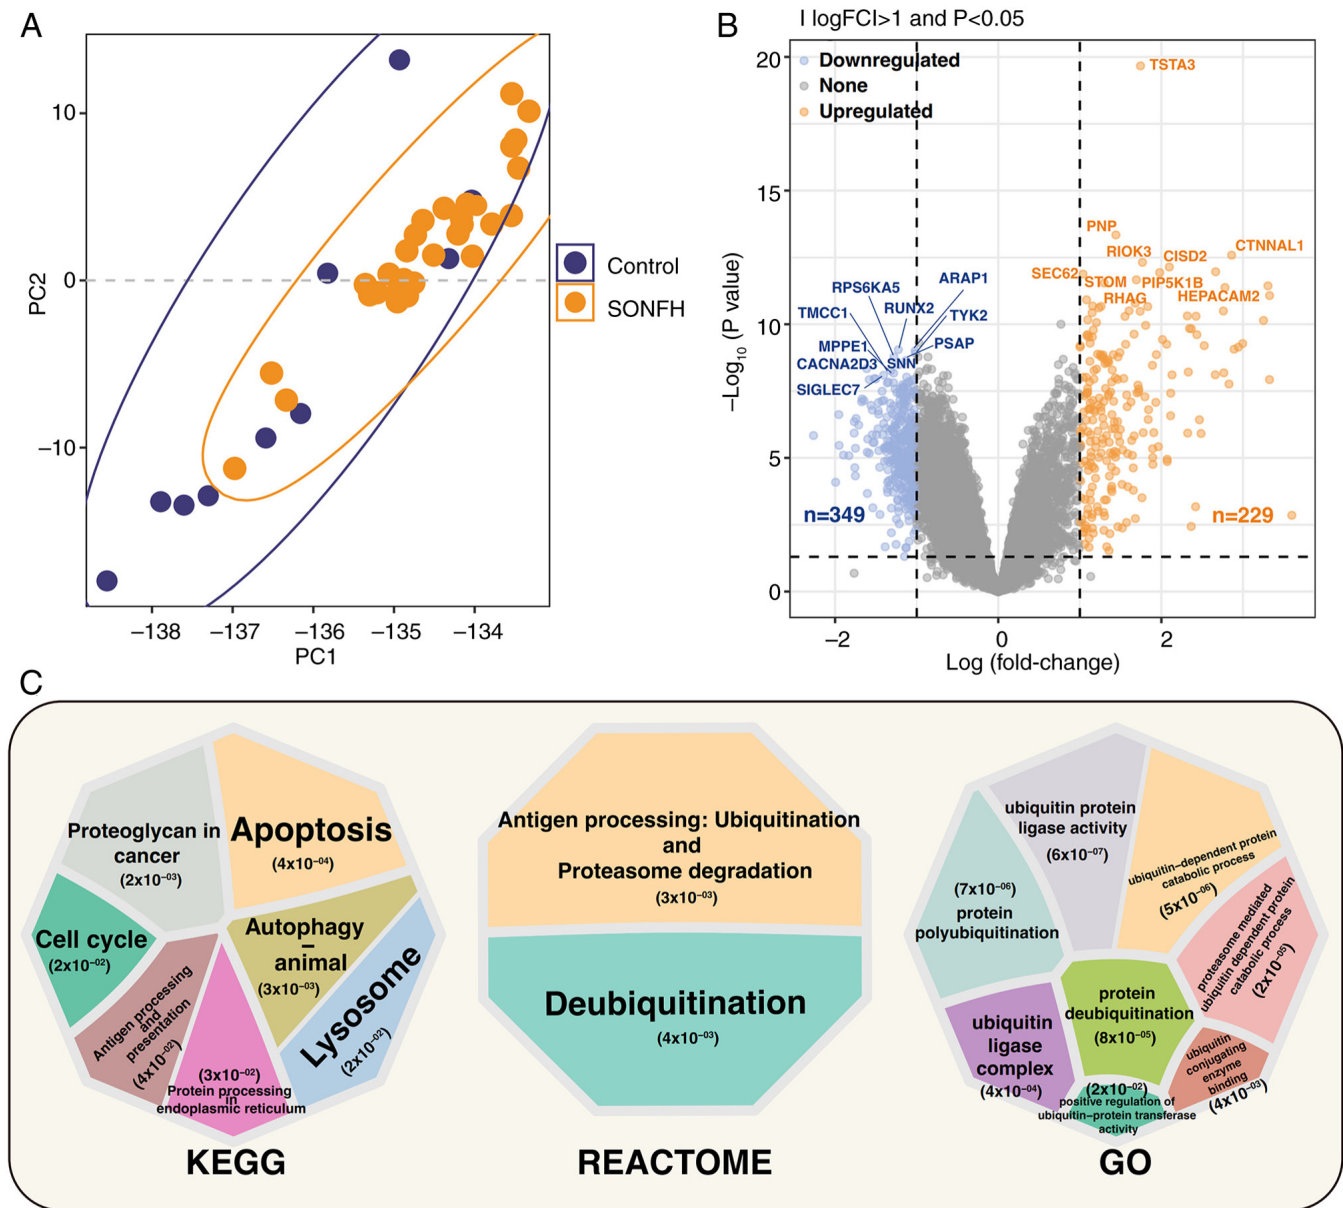 A
10
0
−10
PC2
−138
−137
−136
−135
−134
PC1
Control
SONFH
B
I logFCI>1 and P<0.05
Downregulated
None
Upregulated
20
15
10
5
0
−Log10 (P value)
−2
0
2
Log (fold-change)
TSTA3
PNP
RIOK3
CISD2
CTNNAL1
SEC62
STOM
PIP5K1B
RHAG
HEPACAM2
ARAP1
RPS6KA5
RUNX2
TMCC1
TYK2
MPPE1
PSAP
CACNA2D3
SNN
SIGLEC7
n=349
n=229
C
Proteoglycan in
cancer
(2x10−03)
Apoptosis
(4x10−04)
Cell cycle
(2x10−02)
Autophagy
−
animal
(3x10−03)
Antigen processing
and
presentation
(4x10−02)
(3x10−02)
Protein processing
in
endoplasmic reticulum
Lysosome
(2x10−02)
KEGG
Antigen processing: Ubiquitination
and
Proteasome degradation
(3x10−03)
Deubiquitination
(4x10−03)
REACTOME
ubiquitin protein
ligase activity
(6x10−07)
ubiquitin−dependent protein
catabolic process
(5x10−06)
(7x10−06)
protein
polyubiquitination
proteasome mediated
ubiquitin dependent protein
catabolic process
(2x10−05)
protein
deubiquitination
(8x10−05)
ubiquitin
ligase
complex
(4x10−04)
ubiquitin
conjugating
enzyme
binding
(4x10−03)
(2x10−02)
positive regulation of
ubiquitin−protein transferase
activity
GO